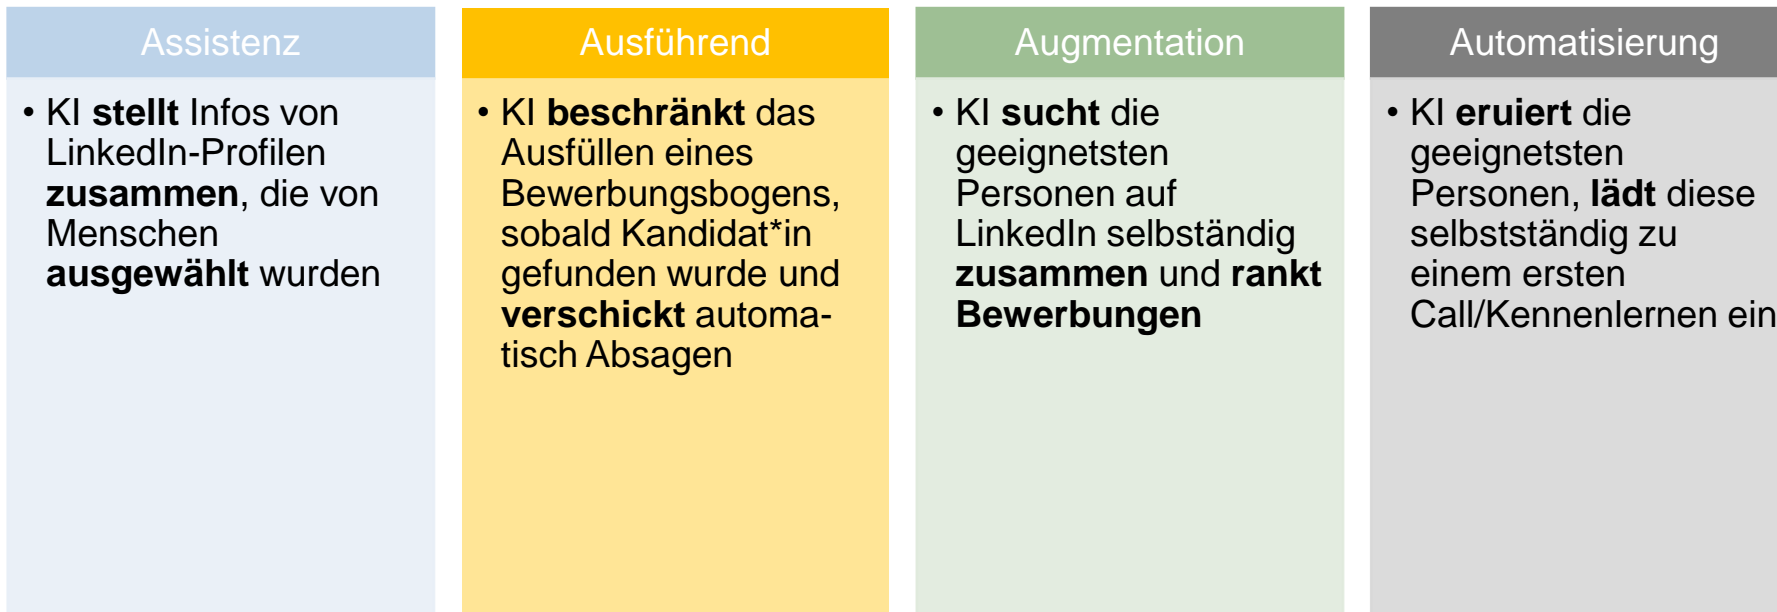 Assistenz
• KI stellt Infos von
LinkedIn-Profilen
zusammen, die von
Menschen
ausgewählt wurden
Ausführend
• KI beschränkt das
Ausfüllen eines
Bewerbungsbogens,
sobald Kandidat*in
gefunden wurde und
verschickt automa-
tisch Absagen
Augmentation
• KI sucht die
geeignetsten
Personen auf
LinkedIn selbständig
zusammen und rankt
Bewerbungen
Automatisierung
• KI eruiert die
geeignetsten
Personen, lädt diese
selbstständig zu
einem ersten
Call/Kennenlernen ein